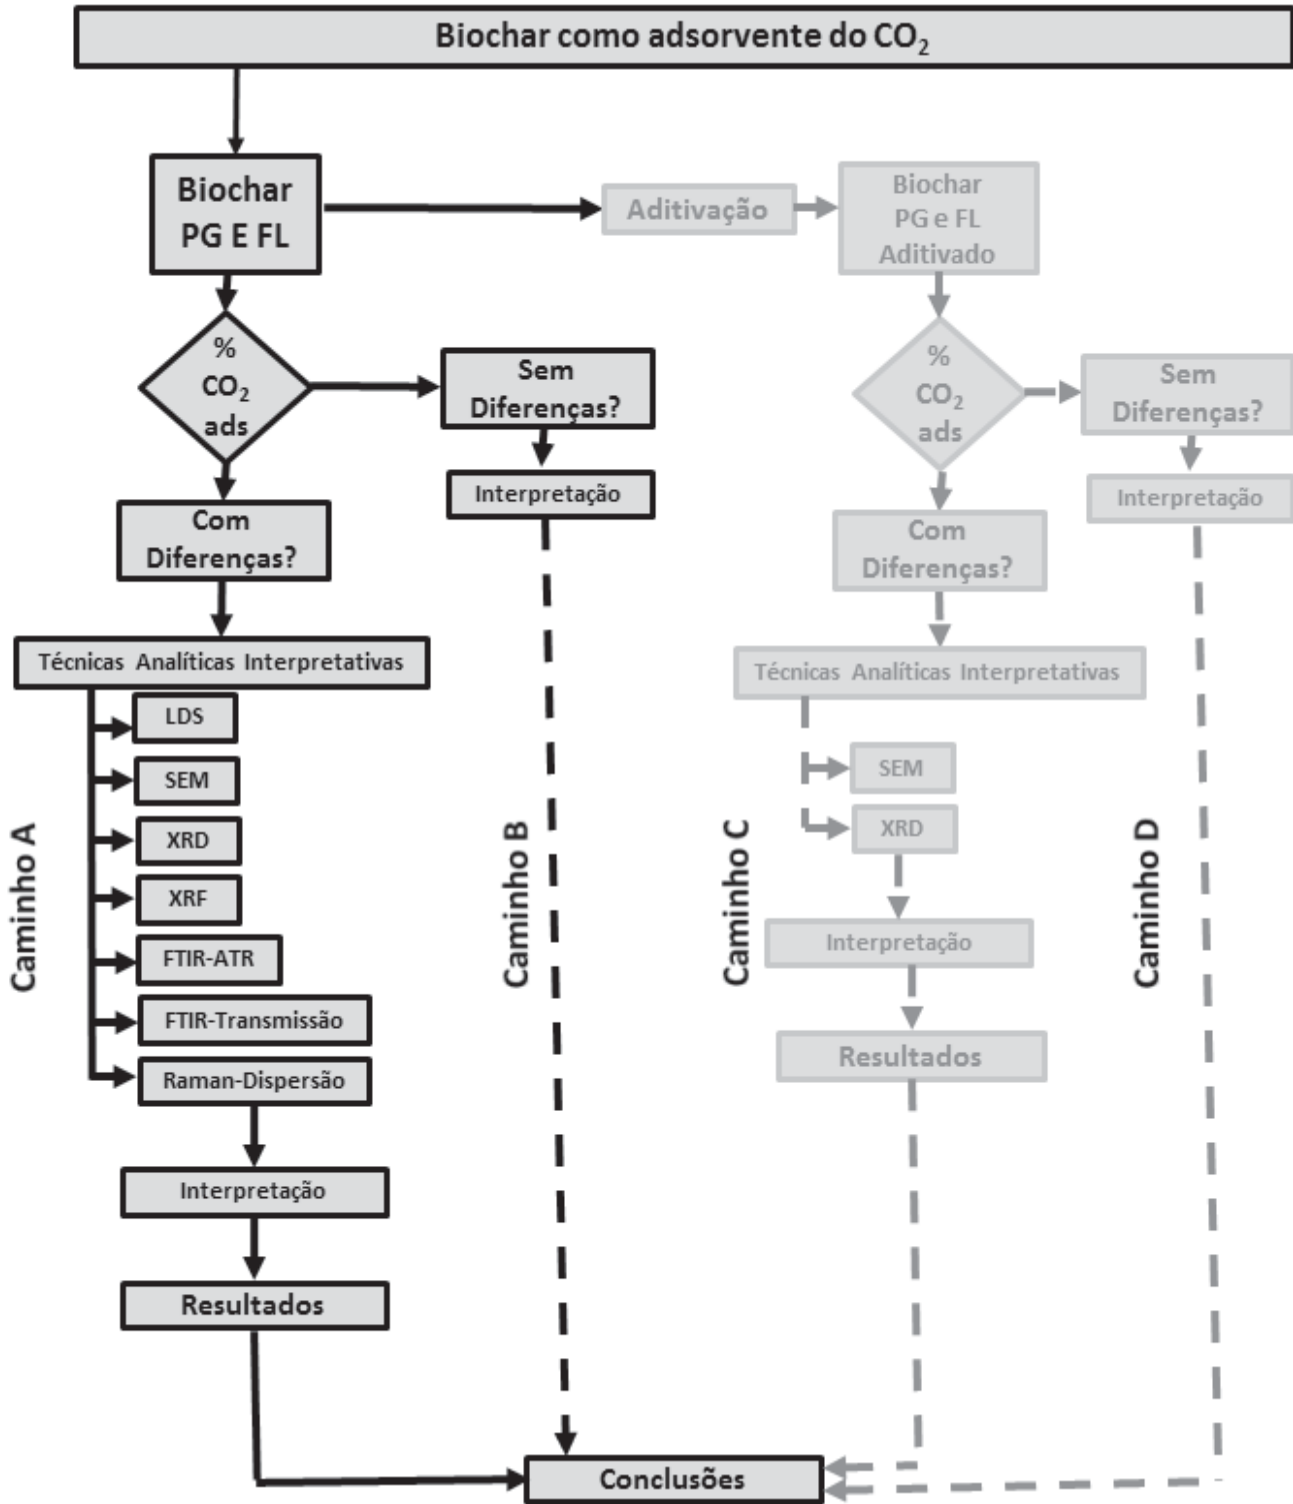 Biochar como adsorvente do CO₂
Biochar
PG E FL
Aditivação
Biochar
PG e FL
Aditivado
%
CO₂
ads
Sem
Diferenças?
Interpretação
Com
Diferenças?
Técnicas Analíticas Interpretativas
LDS
SEM
XRD
XRF
FTIR-ATR
FTIR-Transmissão
Raman-Dispersão
Interpretação
Resultados
Caminho A
Caminho B
%
CO₂
ads
Sem
Diferenças?
Interpretação
Com
Diferenças?
Técnicas Analíticas Interpretativas
SEM
XRD
Interpretação
Resultados
Caminho C
Caminho D
Conclusões